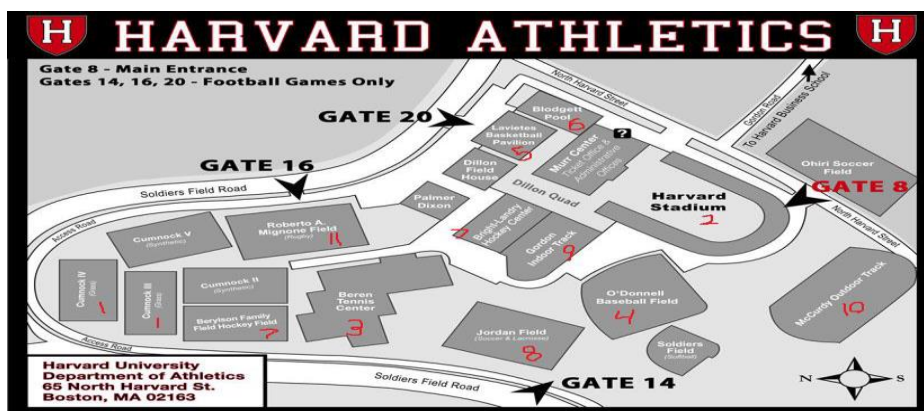 H HARVARD ATHLETICS H
Gate 8 - Main Entrance
Gates 14, 16, 20 - Football Games Only
North Harvard Street
Gordon Road
To Harvard Business School
GATE 20
Blodgett
Pool
6
Lavietes
Basketball
Pavilion
5
?
Murr Center
Ticket Office &
Administrative
Offices
Ohiri Soccer
Field
GATE 16
Dillon
Field
House
Soldiers Field Road
Palmer
Dixon
Dillon Quad
Harvard
Stadium
2
GATE 8
North Harvard Street
Access Road
Cumnock V
(Synthetic)
Roberto A.
Mignone Field
(Rugby)
11
Bright-Landry
Hockey Center
7
Gordon
Indoor Track
9
Cumnock IV
(Grass)
1
Cumnock III
(Grass)
1
Cumnock II
(Synthetic)
Beren
Tennis
Center
3
O'Donnell
Baseball Field
4
McCurdy Outdoor Track
10
Berylson Family
Field Hockey Field
7
Jordan Field
(Soccer & Lacrosse)
8
Soldiers
Field
(Softball)
Access Road
Harvard University
Department of Athletics
65 North Harvard St.
Boston, MA 02163
Soldiers Field Road
GATE 14
N S